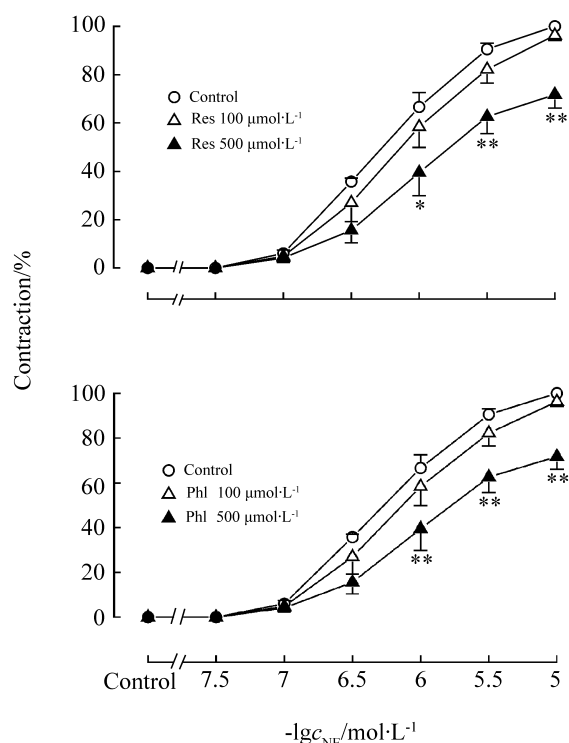 100
80
60
40
20
0
Control
Res 100 μmol·L-1
Res 500 μmol·L-1
*
**
**
Contraction/%
100
80
60
40
20
0
Control
Phl 100 μmol·L-1
Phl 500 μmol·L-1
**
**
**
Control 7.5 7 6.5 6 5.5 5
-lgcNE/mol·L-1